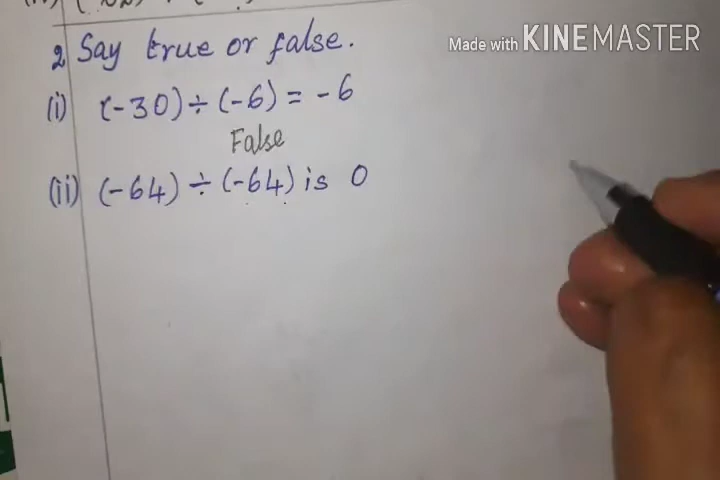 Made with KINEMASTER
2 Say true or false.
(i) (-30) ÷ (-6) = -6
False
(ii) (-64) ÷ (-64) is 0